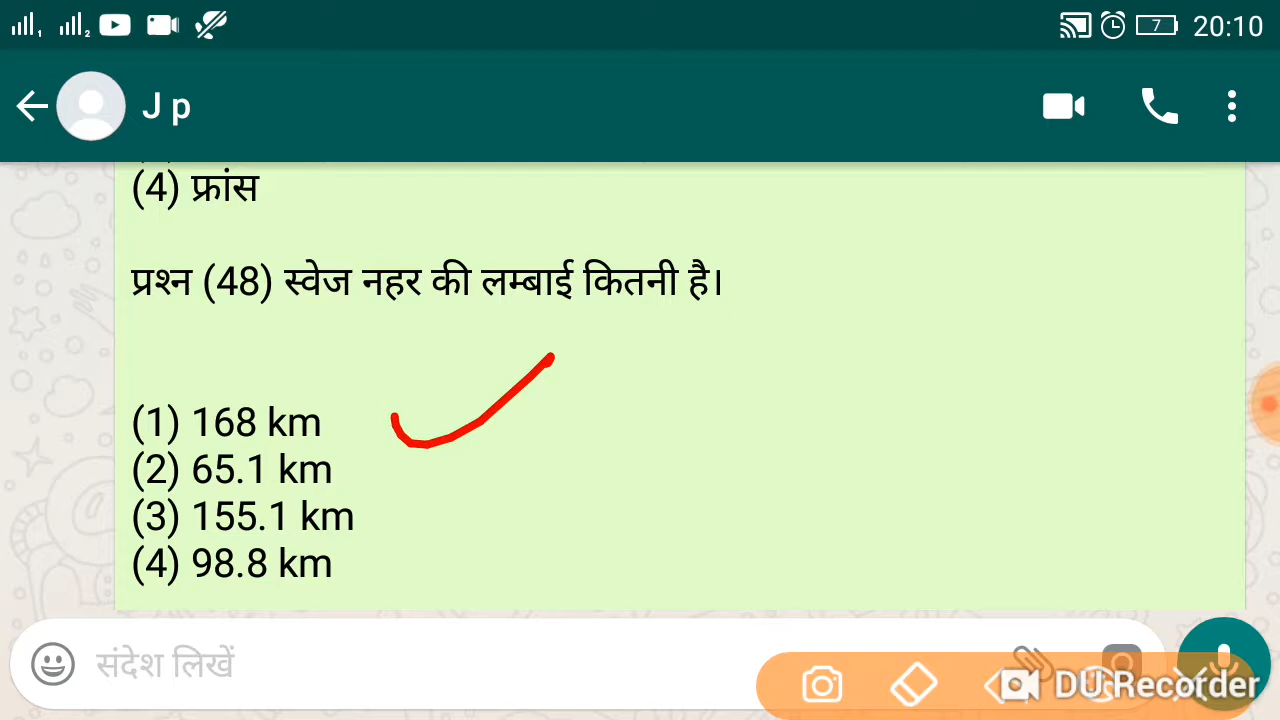 20:10
7
J p
(4) फ्रांस
प्रश्न (48) स्वेज नहर की लम्बाई कितनी है।
(1) 168 km
(2) 65.1 km
(3) 155.1 km
(4) 98.8 km
संदेश लिखें
DU Recorder